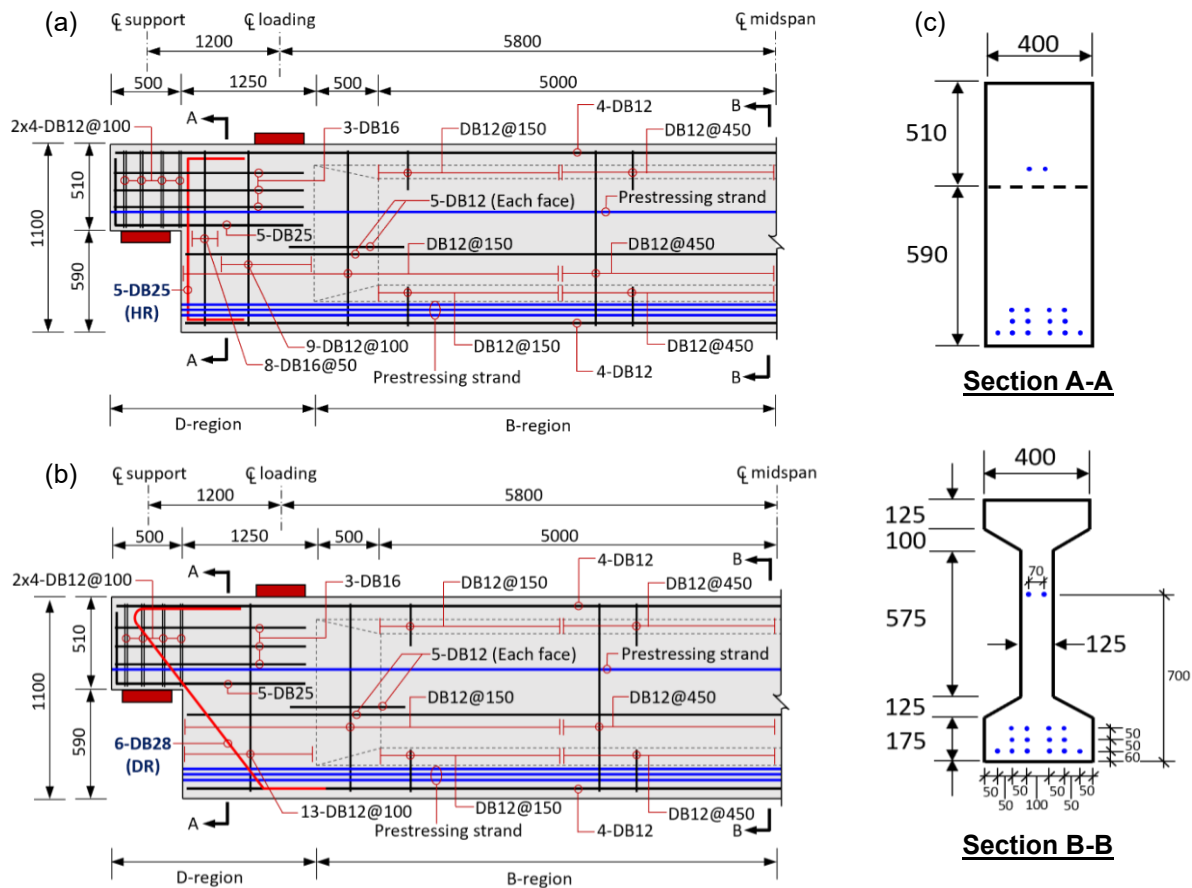 (a)
℄ support
℄ loading
℄ midspan
1200
5800
500
1250
500
5000
2x4-DB12@100
A
3-DB16
DB12@150
4-DB12
DB12@450
B
1100
510
590
5-DB12 (Each face)
Prestressing strand
5-DB25
DB12@150
DB12@450
5-DB25
(HR)
A
9-DB12@100
8-DB16@50
Prestressing strand
DB12@150
DB12@450
4-DB12
B
D-region
B-region
(b)
℄ support
℄ loading
℄ midspan
1200
5800
500
1250
500
5000
4-DB12
2x4-DB12@100
A
3-DB16
DB12@150
DB12@450
B
1100
510
590
5-DB12 (Each face)
Prestressing strand
5-DB25
DB12@150
DB12@450
6-DB28
(DR)
A
13-DB12@100
Prestressing strand
DB12@150
DB12@450
4-DB12
B
D-region
B-region
(c)
400
510
590
Section A-A
400
125
100
575
125
175
70
125
700
50
50
60
50
50
50
100
50
50
50
Section B-B